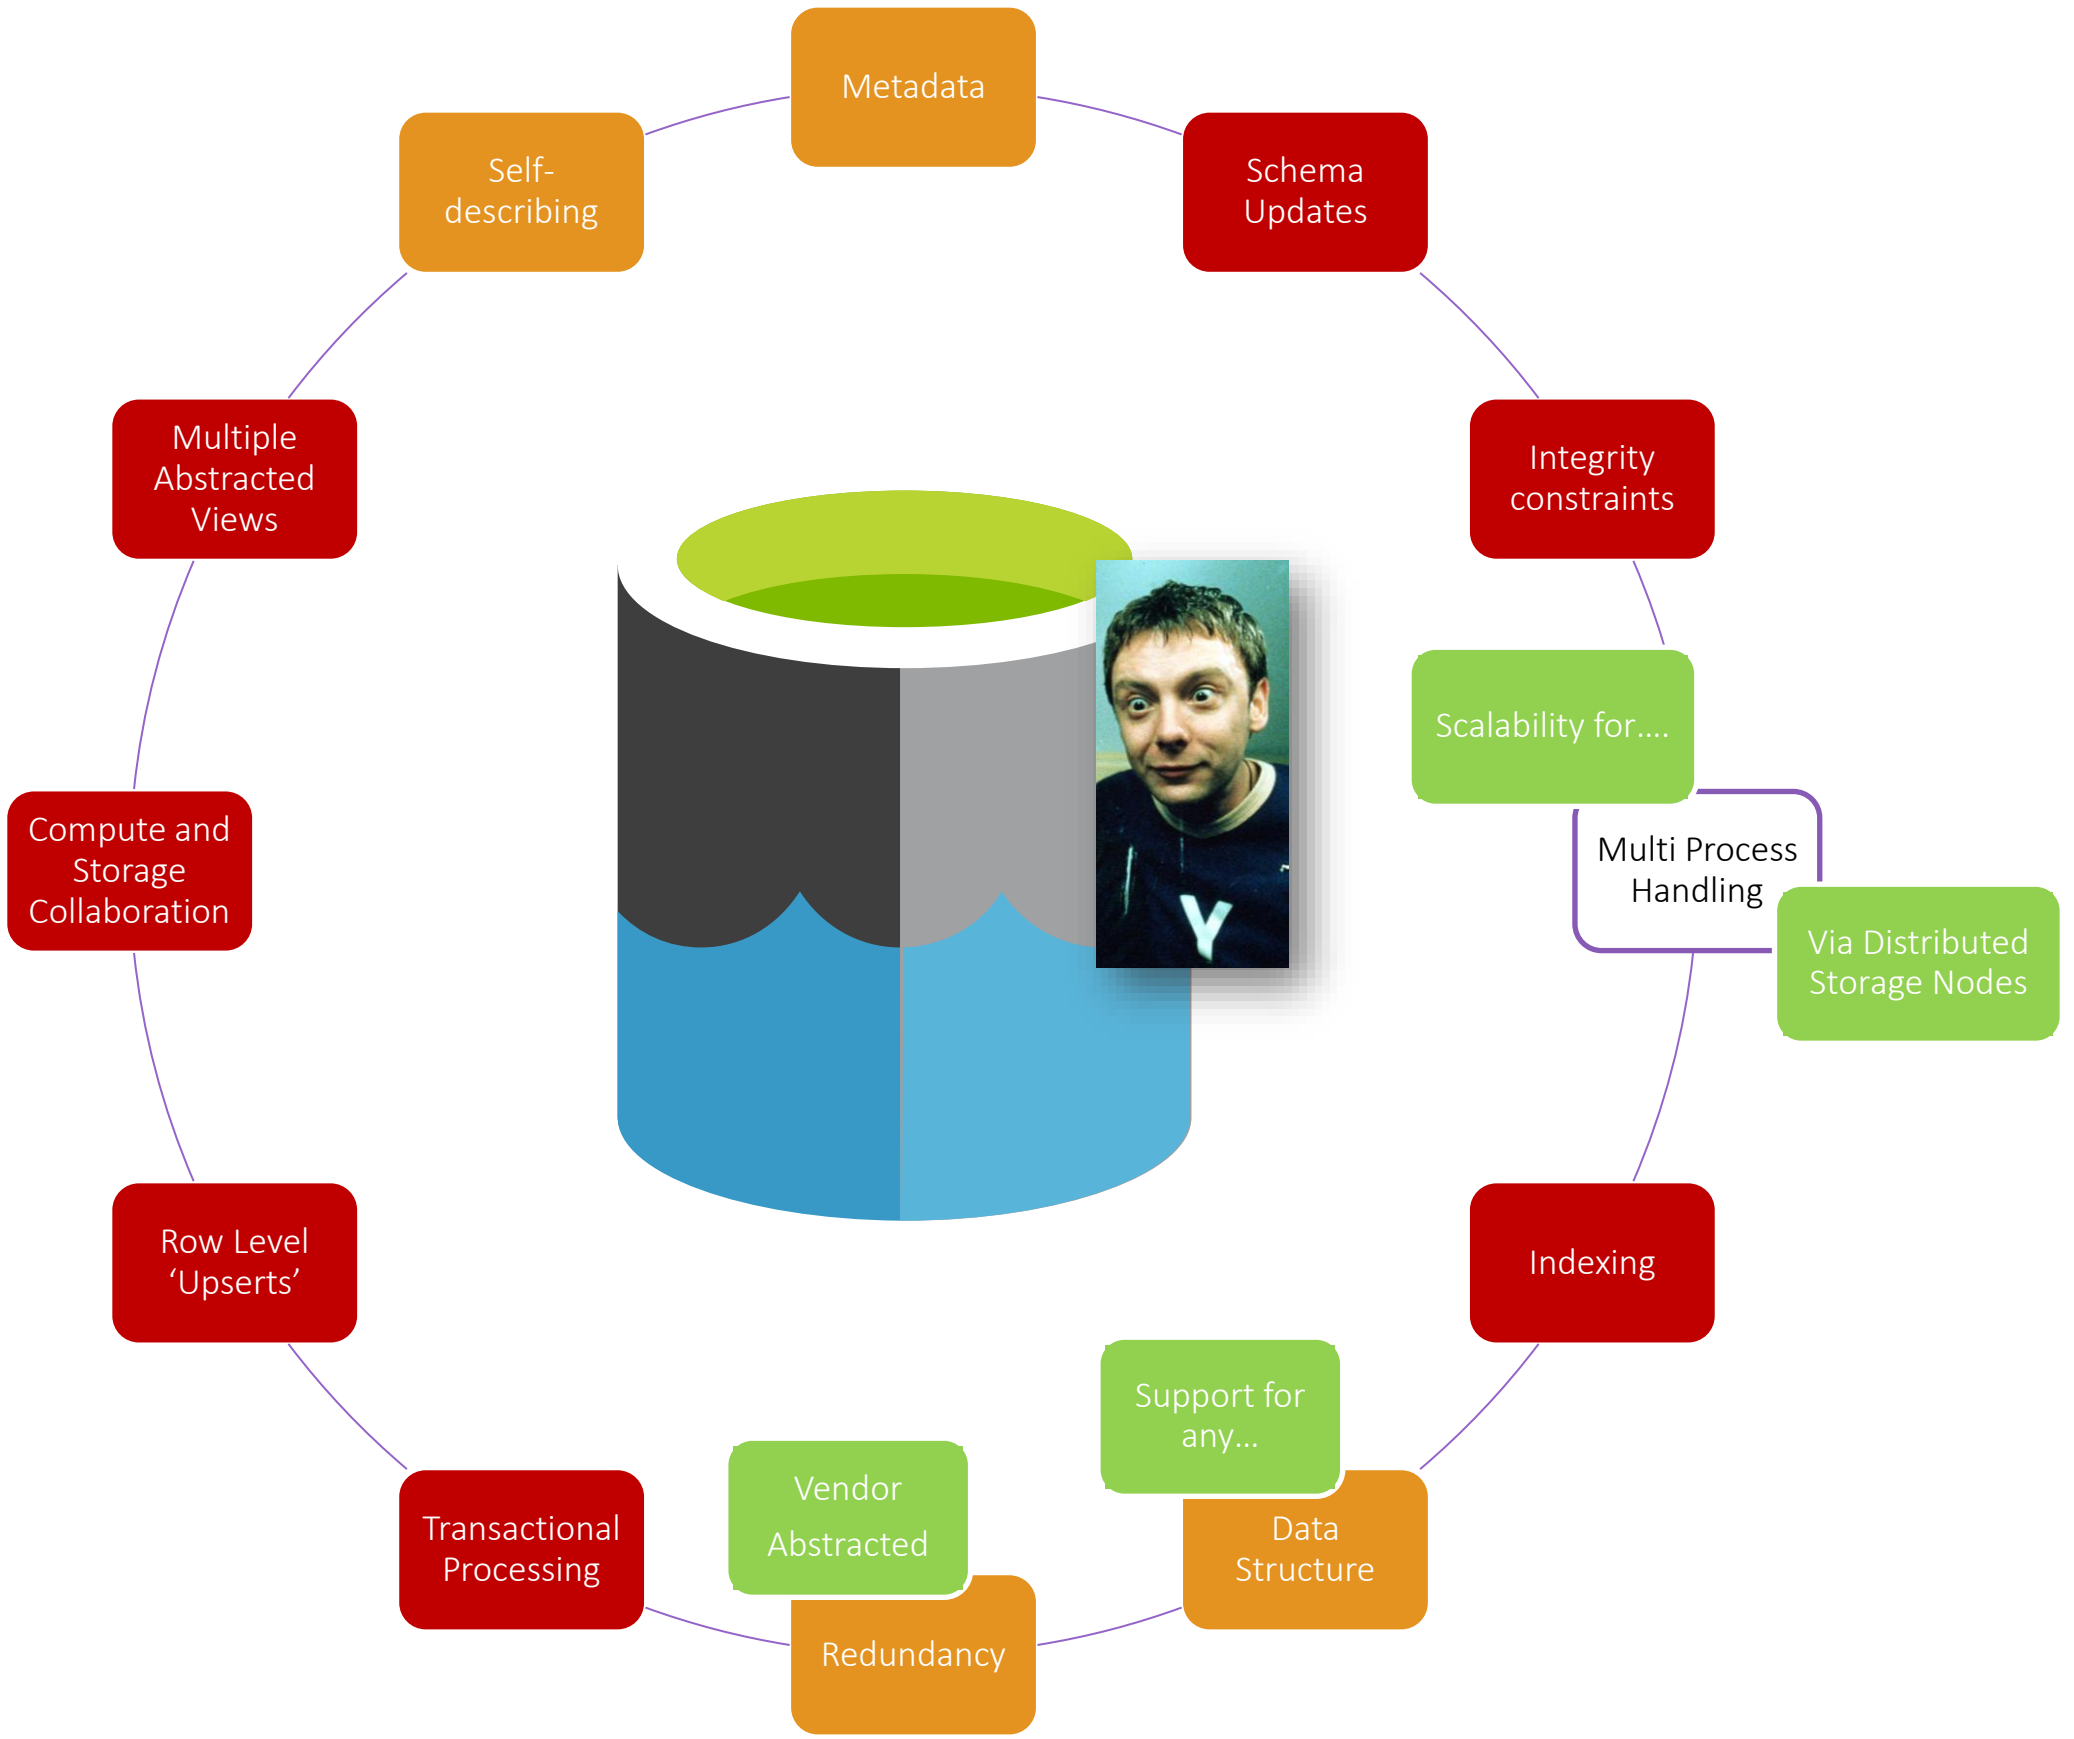 Metadata
Schema
Updates
Integrity
constraints
Scalability for....
Multi Process
Handling
Via Distributed
Storage Nodes
Indexing
Support for
any...
Data
Structure
Vendor
Abstracted
Redundancy
Transactional
Processing
Row Level
‘Upserts’
Compute and
Storage
Collaboration
Multiple
Abstracted
Views
Self-
describing
Y